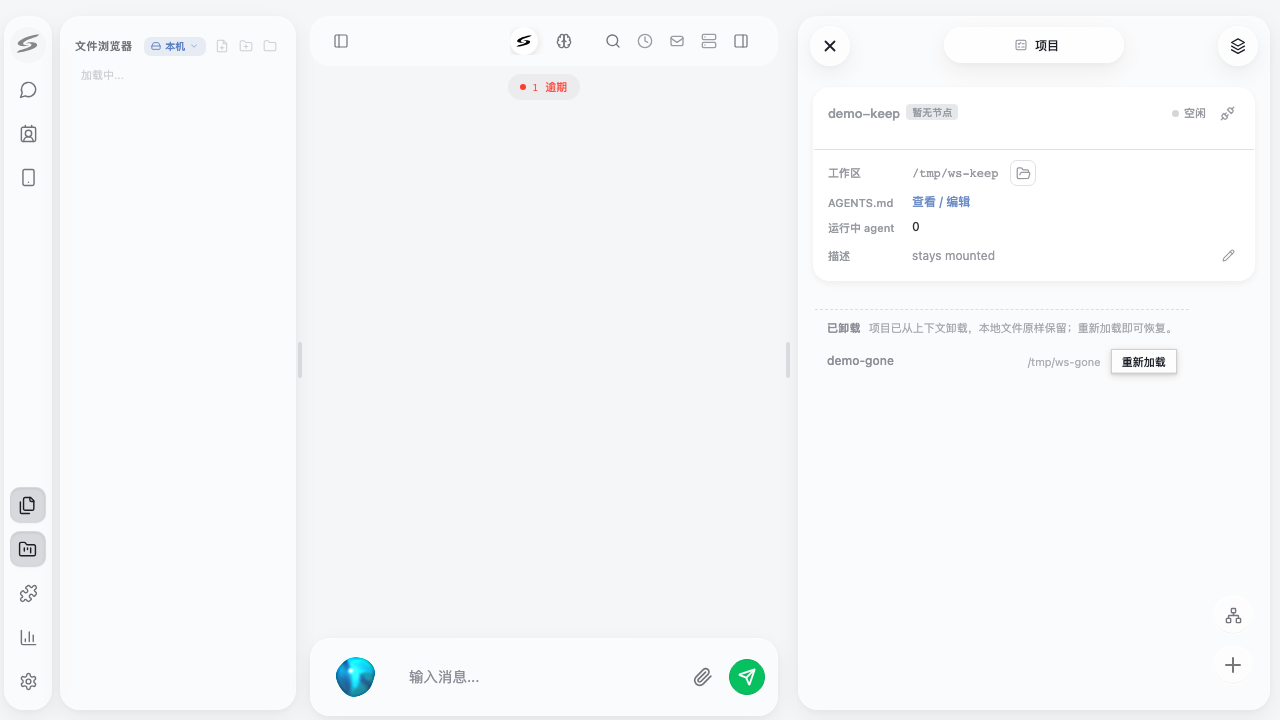 文件浏览器 本机
加载中...
1 逾期
输入消息...
项目
demo-keep 暂无节点 空闲
工作区 /tmp/ws-keep
AGENTS.md 查看 / 编辑
运行中 agent 0
描述 stays mounted
已卸载 项目已从上下文卸载，本地文件原样保留；重新加载即可恢复。
demo-gone /tmp/ws-gone 重新加载